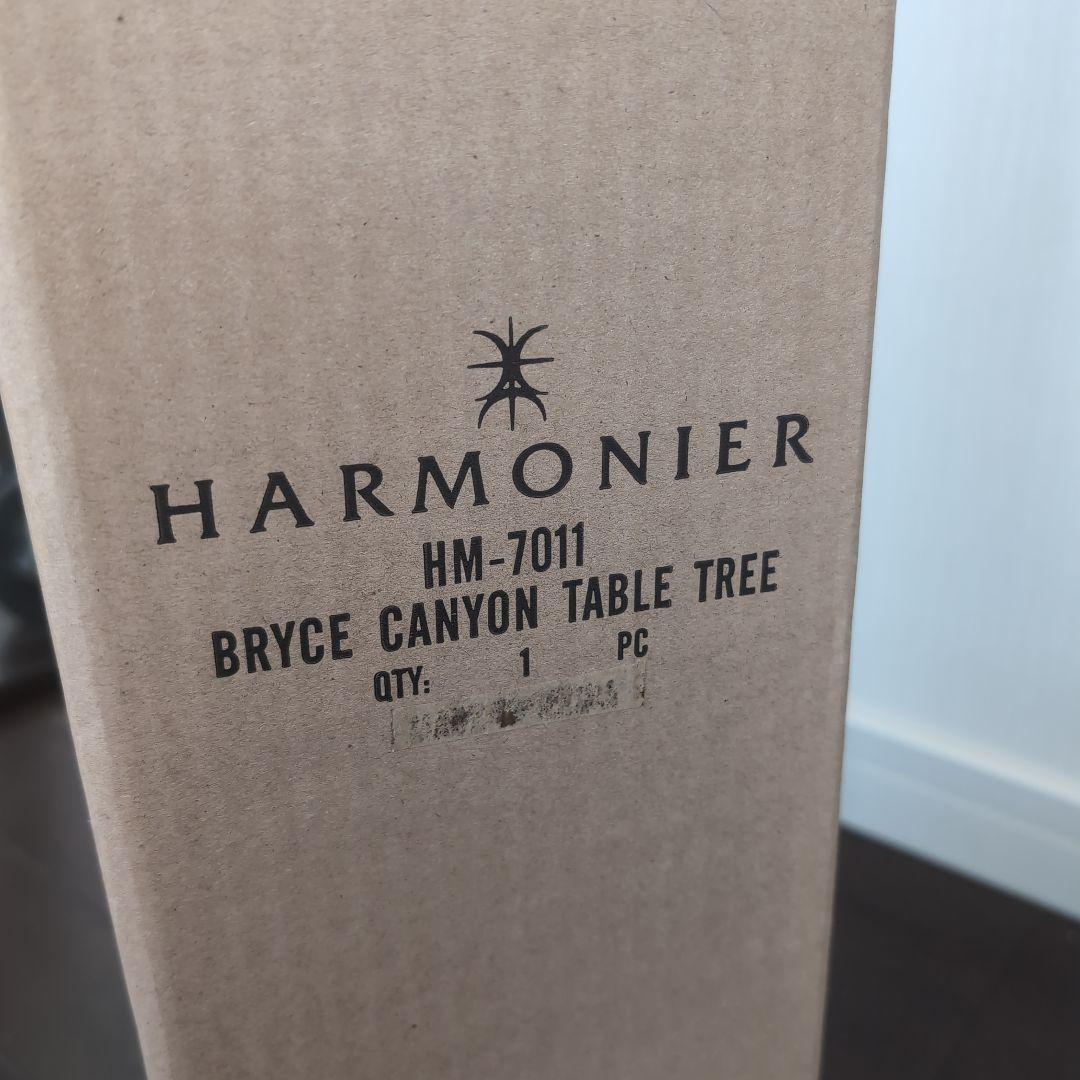 HARMONIER
HM-7011
BRYCE CANYON TABLE TREE
QTY: 1 PC